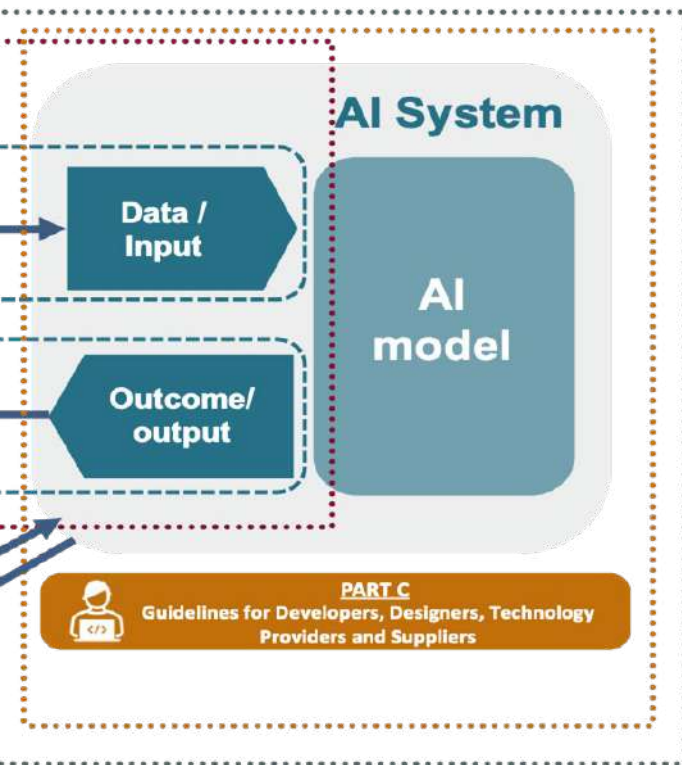 AI System
Data /
Input
AI
model
Outcome/
output
</>
PART C
Guidelines for Developers, Designers, Technology
Providers and Suppliers